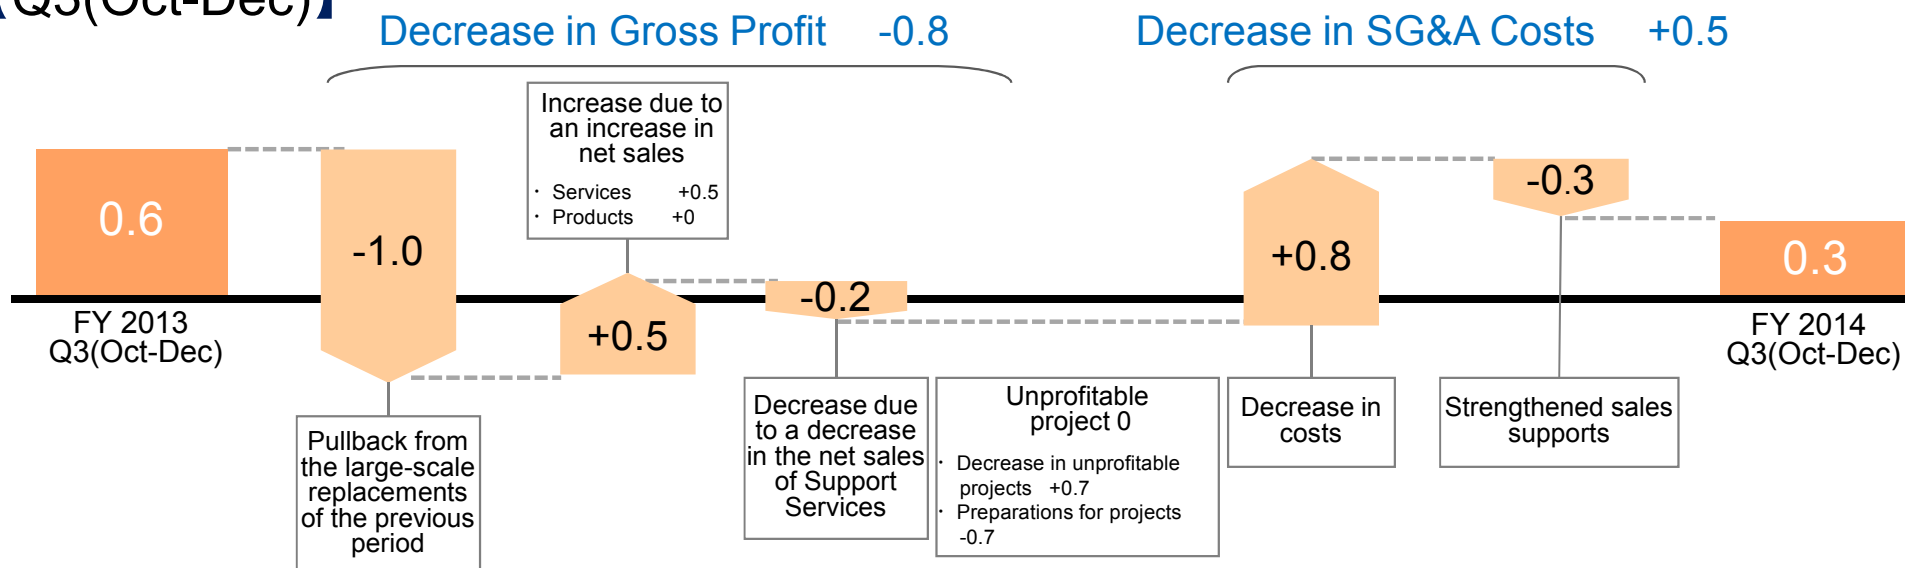 【Q3(Oct-Dec)】
Decrease in Gross Profit -0.8
Decrease in SG&A Costs +0.5
Increase due to
an increase in
net sales
・ Services +0.5
・ Products +0
0.6
-1.0
+0.5
-0.2
+0.8
-0.3
0.3
FY 2013
Q3(Oct-Dec)
FY 2014
Q3(Oct-Dec)
Pullback from
the large-scale
replacements
of the previous
period
Decrease due
to a decrease
in the net sales
of Support
Services
Unprofitable
project 0
・ Decrease in unprofitable
projects +0.7
・ Preparations for projects
-0.7
Decrease in
costs
Strengthened sales
supports